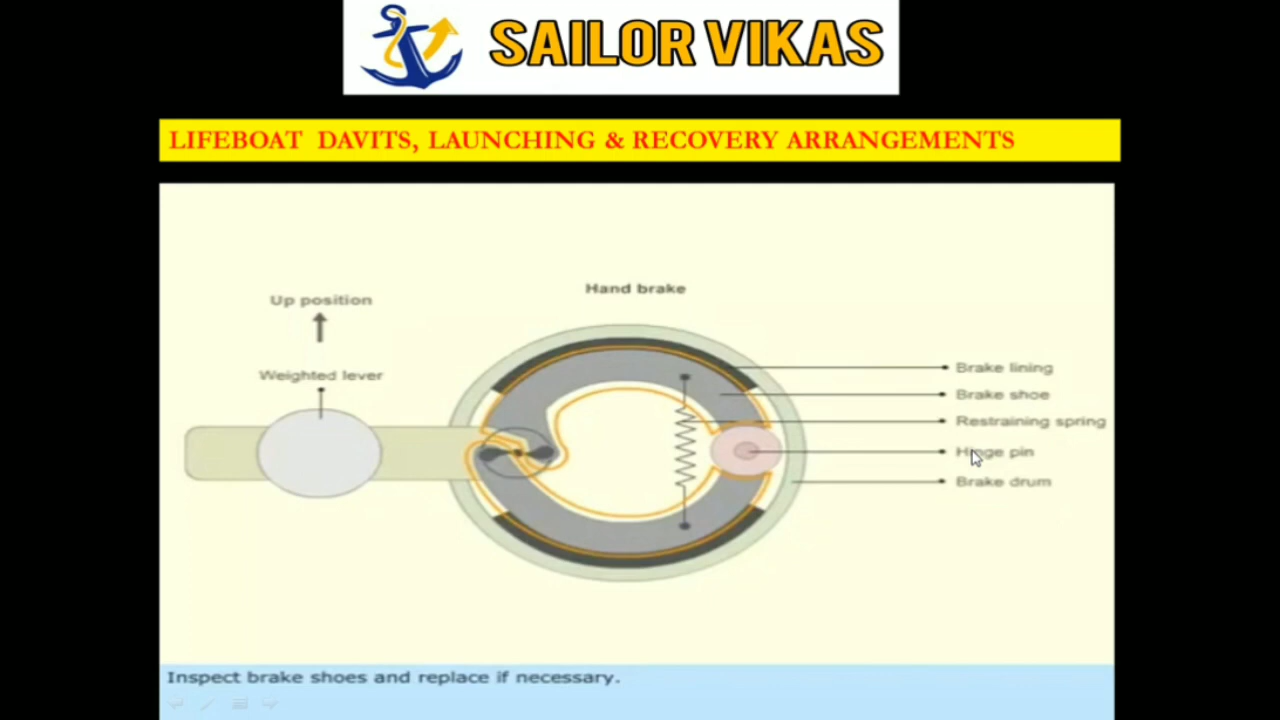 SAILOR VIKAS
LIFEBOAT DAVITS, LAUNCHING & RECOVERY ARRANGEMENTS
Hand brake
Up position
Weighted lever
Brake lining
Brake shoe
Restraining spring
Hinge pin
Brake drum
Inspect brake shoes and replace if necessary.